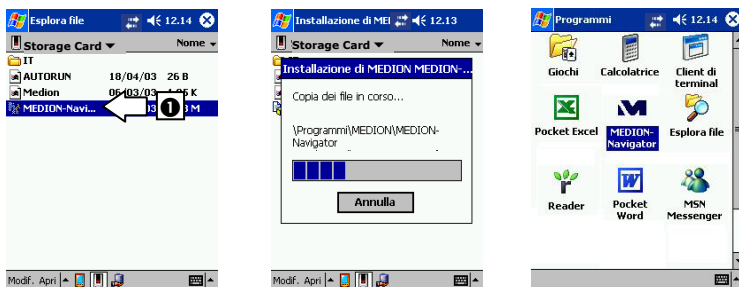 Esplora file 12.14
Storage Card Nome
IT
AUTORUN 18/04/03 26 B
Medion 06/03/03 K
MEDION-Navi... 03 M
1
Modif. Apri
Installazione di MEI 12.13
Storage Card Nome
Installazione di MEDION MEDION-...
Copia dei file in corso...
\Programmi\MEDION\MEDION-
Navigator
Annulla
Modif. Apri
Programmi 12.14
Giochi Calcolatrice Client di
terminal
Pocket Excel MEDION-
Navigator Esplora file
Reader Pocket
Word MSN
Messenger